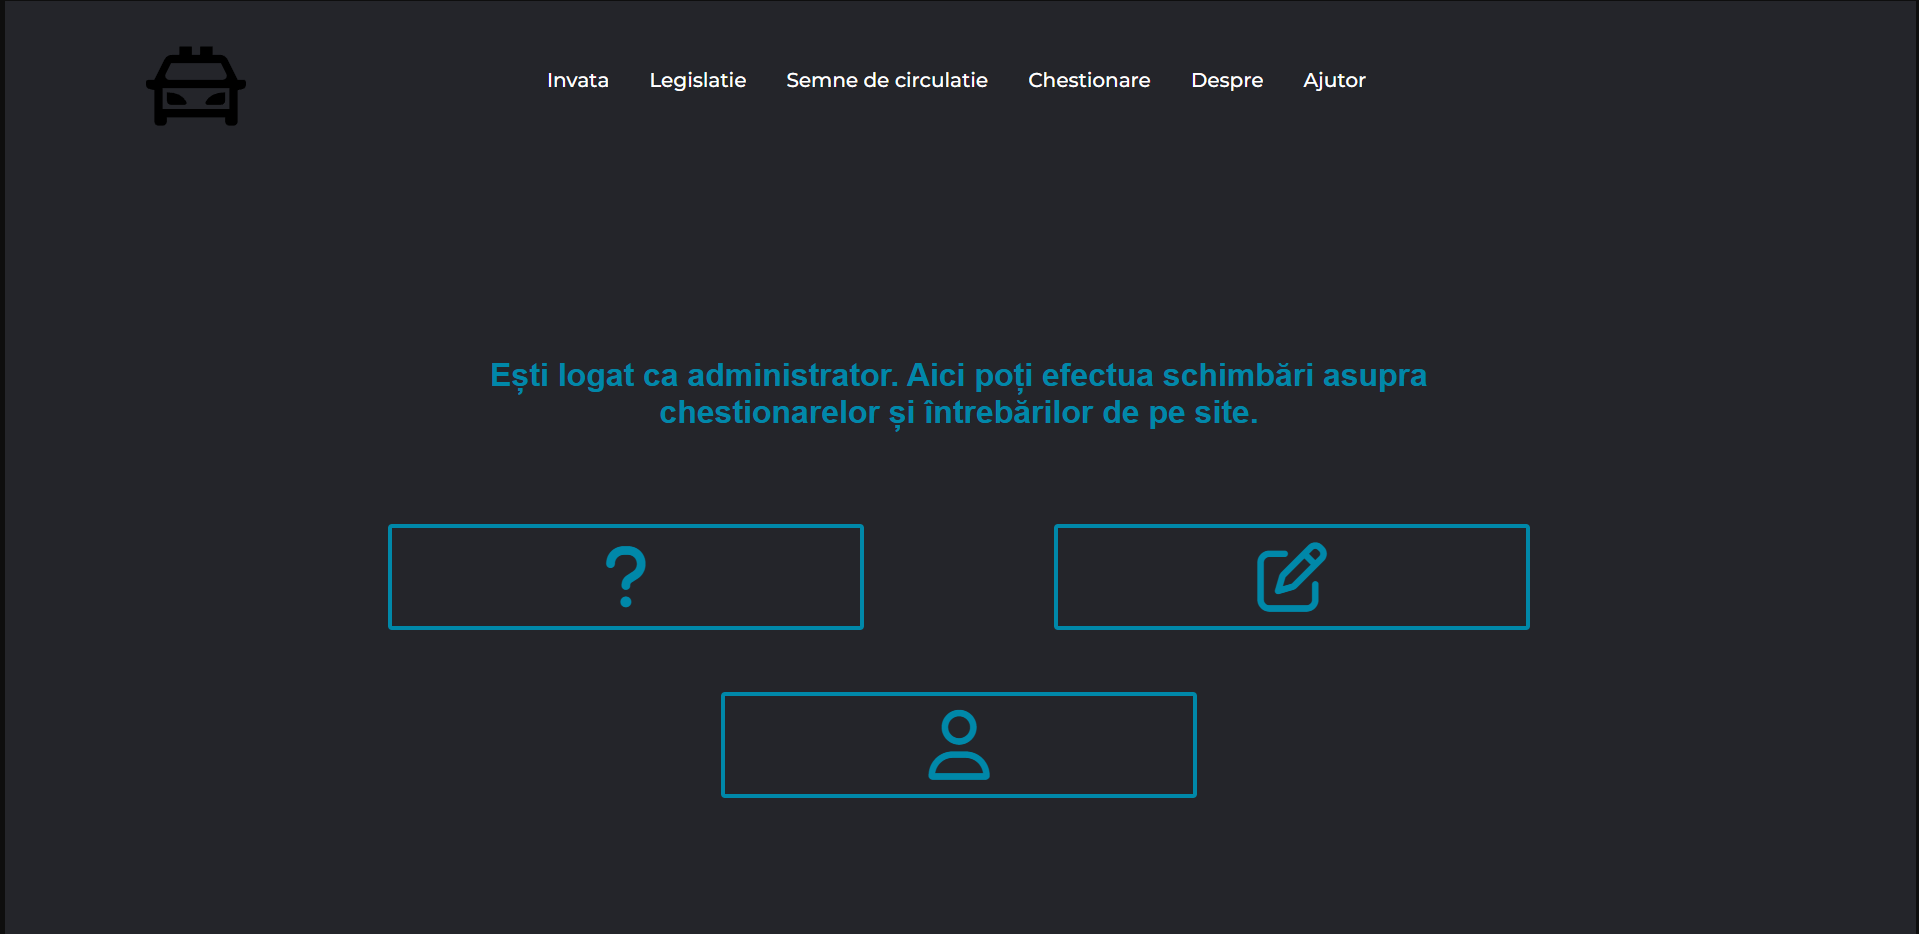 Invata Legislatie Semne de circulatie Chestionare Despre Ajutor
Ești logat ca administrator. Aici poți efectua schimbări asupra
chestionarelor și întrebărilor de pe site.